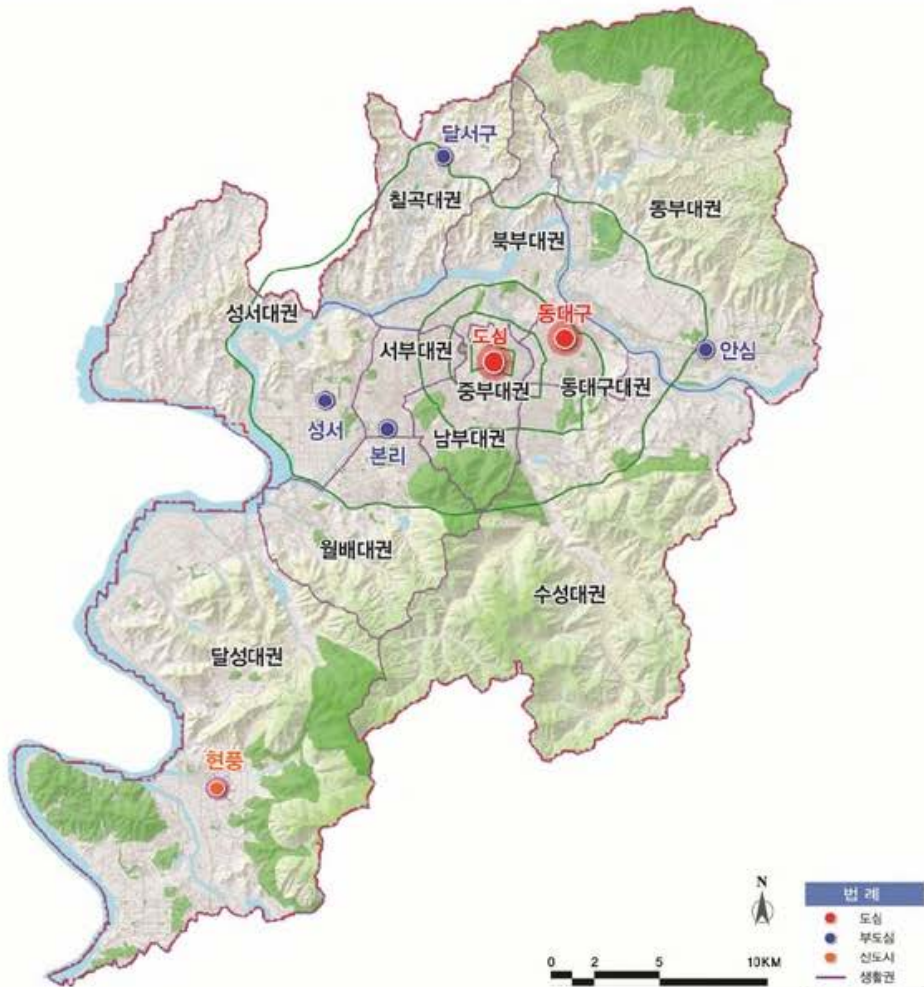 달서구
칠곡대권
동부대권
북부대권
성서대권
동대구
도심
서부대권
안심
중부대권
동대구대권
성서
본리
남부대권
월배대권
수성대권
달성대권
현풍
N
범 례
도심
부도심
신도시
생활권
0 2 5 10KM